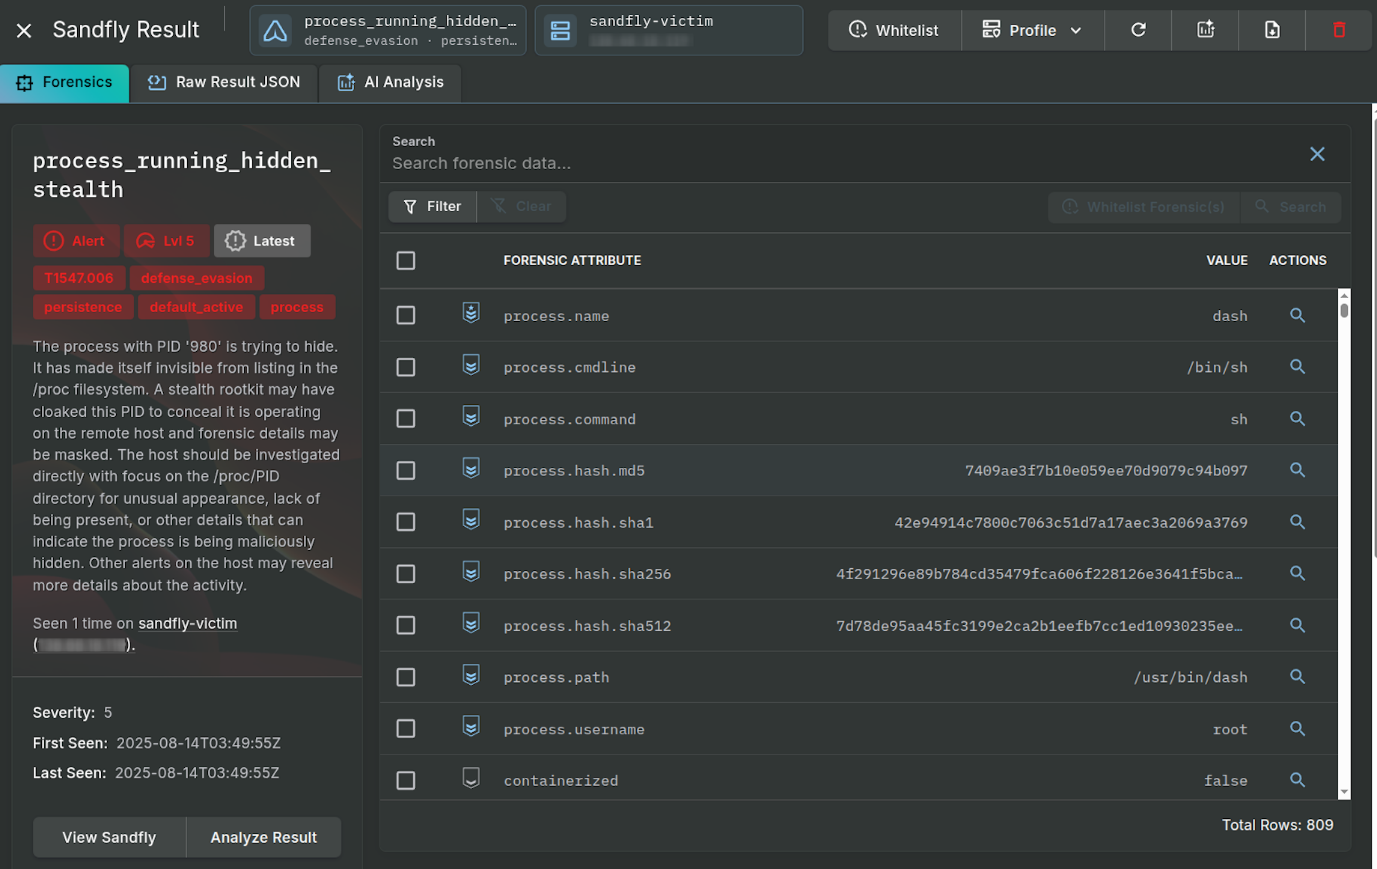 Sandfly Result
process_running_hidden_…
defense_evasion · persisten…
sandfly-victim
Whitelist
Profile
Forensics
Raw Result JSON
AI Analysis
process_running_hidden_
stealth
Alert
Lvl 5
Latest
T1547.006
defense_evasion
persistence
default_active
process
The process with PID '980' is trying to hide.
It has made itself invisible from listing in the
/proc filesystem. A stealth rootkit may have
cloaked this PID to conceal it is operating
on the remote host and forensic details may
be masked. The host should be investigated
directly with focus on the /proc/PID
directory for unusual appearance, lack of
being present, or other details that can
indicate the process is being maliciously
hidden. Other alerts on the host may reveal
more details about the activity.
Seen 1 time on sandfly-victim
( ).
Severity: 5
First Seen: 2025-08-14T03:49:55Z
Last Seen: 2025-08-14T03:49:55Z
View Sandfly
Analyze Result
Search
Search forensic data...
Filter
Clear
Whitelist Forensic(s)
Search
FORENSIC ATTRIBUTE VALUE ACTIONS
process.name dash
process.cmdline /bin/sh
process.command sh
process.hash.md5 7409ae3f7b10e059ee70d9079c94b097
process.hash.sha1 42e94914c7800c7063c51d7a17aec3a2069a3769
process.hash.sha256 4f291296e89b784cd35479fca606f228126e3641f5bca…
process.hash.sha512 7d78de95aa45fc3199e2ca2b1eefb7cc1ed10930235ee…
process.path /usr/bin/dash
process.username root
containerized false
Total Rows: 809